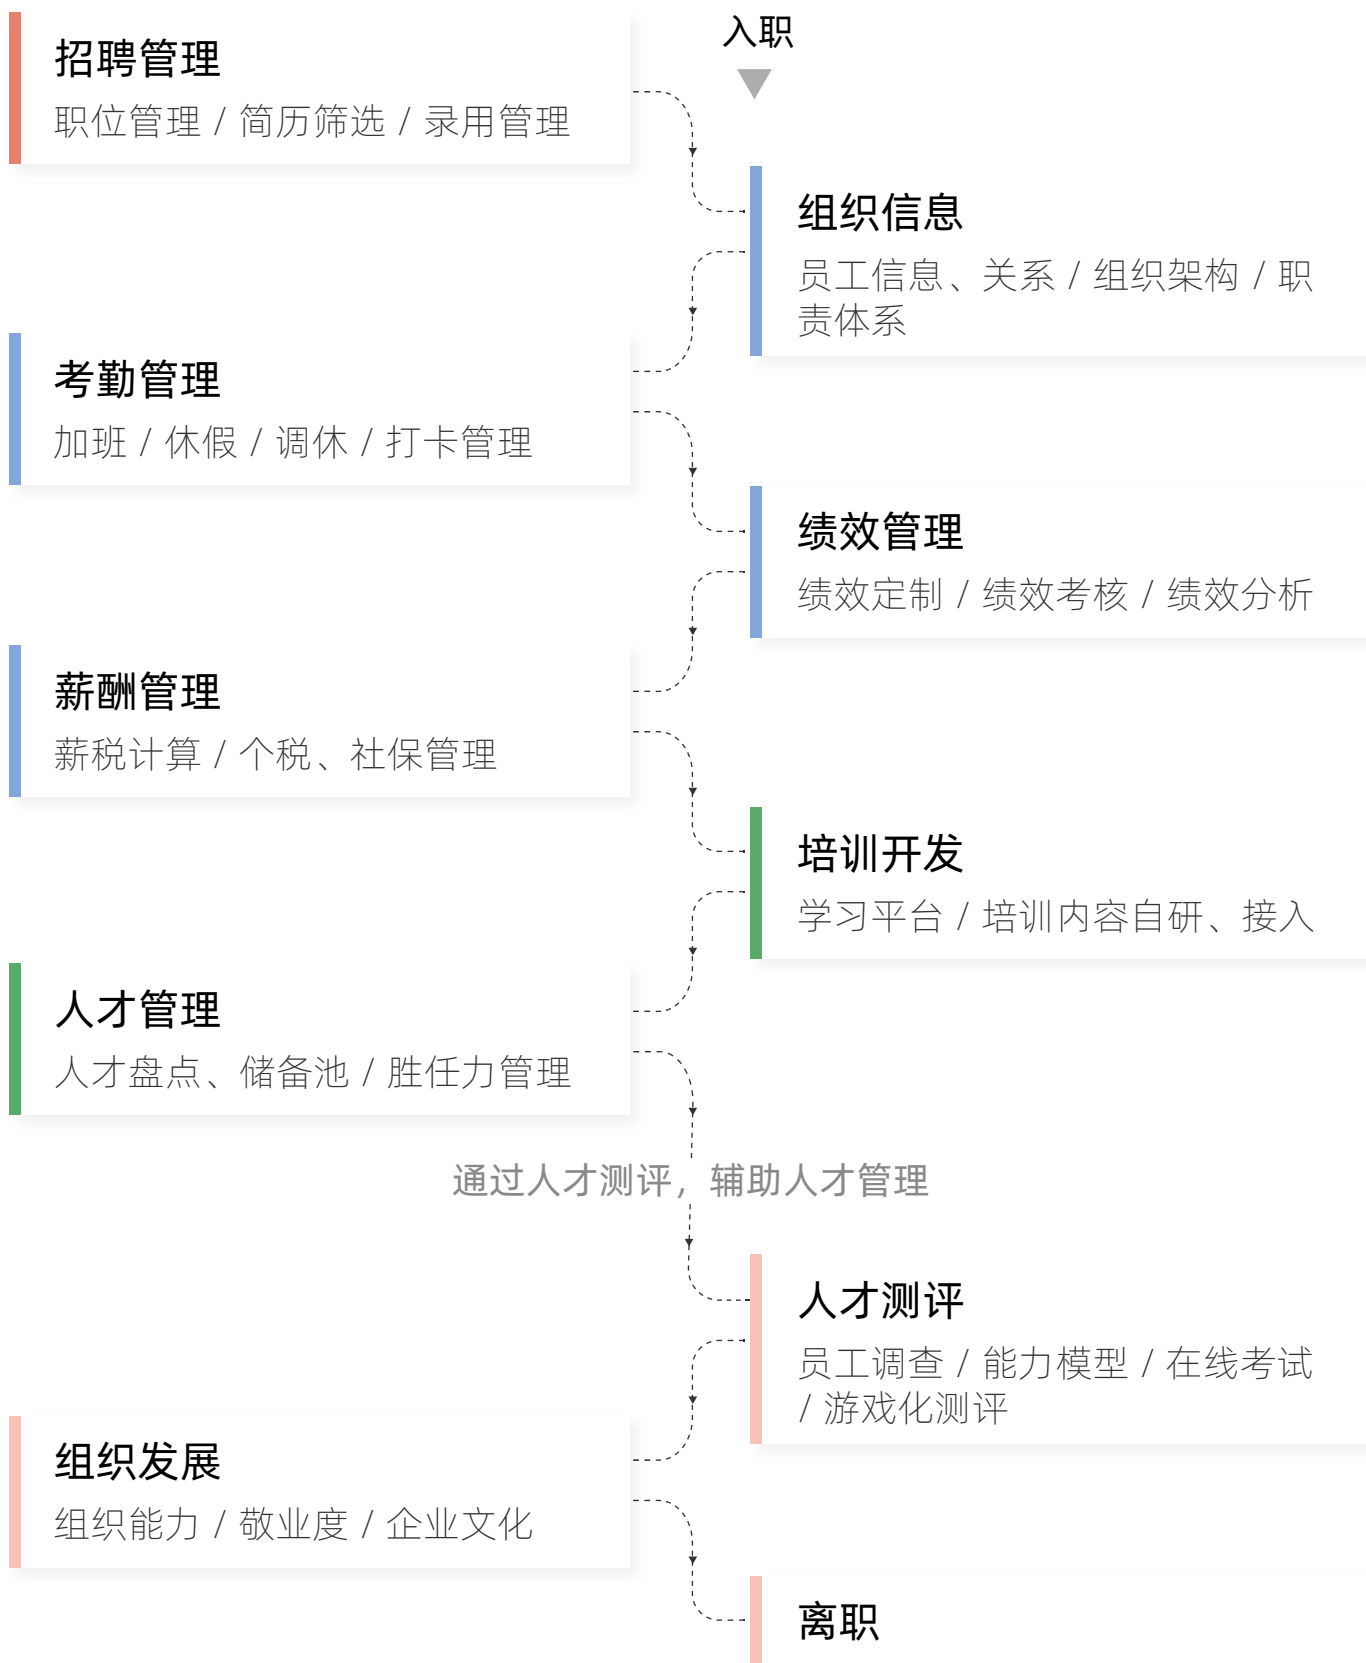 招聘管理
职位管理 / 简历筛选 / 录用管理
入职
组织信息
员工信息、关系 / 组织架构 / 职
责体系
考勤管理
加班 / 休假 / 调休 / 打卡管理
绩效管理
绩效定制 / 绩效考核 / 绩效分析
薪酬管理
薪税计算 / 个税、社保管理
培训开发
学习平台 / 培训内容自研、接入
人才管理
人才盘点、储备池 / 胜任力管理
通过人才测评，辅助人才管理
人才测评
员工调查 / 能力模型 / 在线考试
/ 游戏化测评
组织发展
组织能力 / 敬业度 / 企业文化
离职